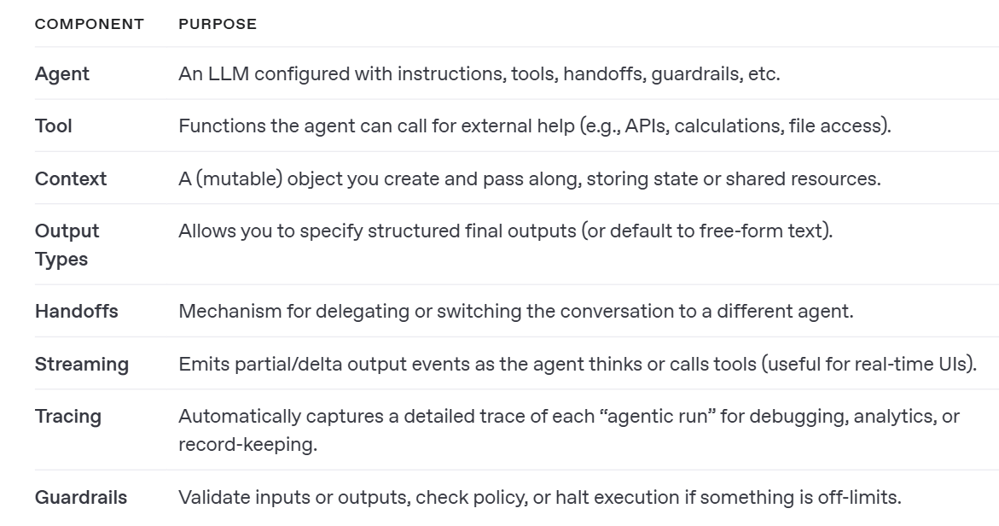 COMPONENT PURPOSE
Agent An LLM configured with instructions, tools, handoffs, guardrails, etc.
Tool Functions the agent can call for external help (e.g., APIs, calculations, file access).
Context A (mutable) object you create and pass along, storing state or shared resources.
Output Allows you to specify structured final outputs (or default to free-form text).
Types
Handoffs Mechanism for delegating or switching the conversation to a different agent.
Streaming Emits partial/delta output events as the agent thinks or calls tools (useful for real-time UIs).
Tracing Automatically captures a detailed trace of each “agentic run” for debugging, analytics, or
record-keeping.
Guardrails Validate inputs or outputs, check policy, or halt execution if something is off-limits.